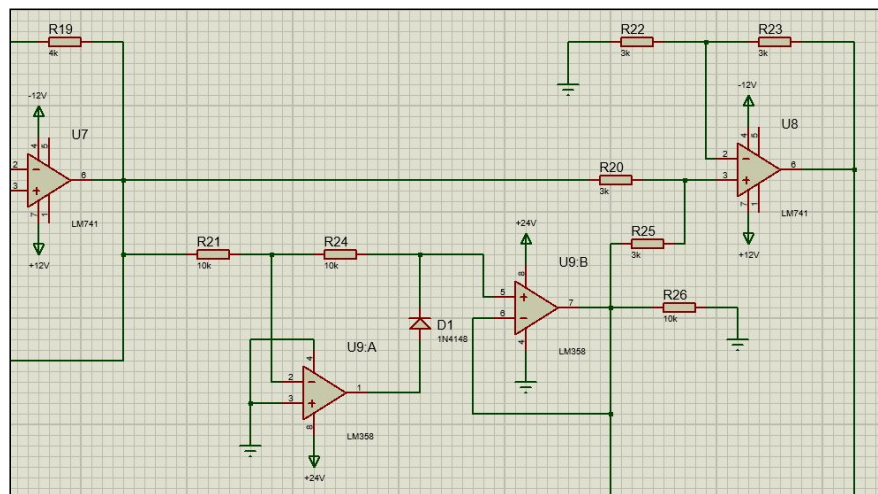 R19
4k
R22
3k
R23
3k
-12V
U7
4
5
2
3
6
7
1
LM741
+12V
-12V
U8
4
5
2
3
6
7
1
LM741
+12V
R20
3k
R25
3k
R21
10k
R24
10k
+24V
U9:B
8
5
6
7
4
LM358
R26
10k
D1
1N4148
U9:A
4
2
3
1
8
LM358
+24V